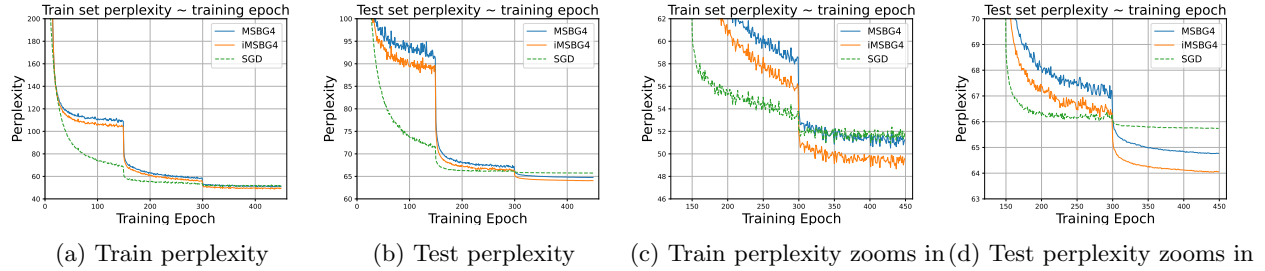 Train set perplexity ~ training epoch
200
180
160
140
120
100
80
60
40
0
100
200
300
400
Perplexity
Training Epoch
MSBG4
iMSBG4
SGD
(a) Train perplexity
Test set perplexity ~ training epoch
100
95
90
85
80
75
70
65
60
0
100
200
300
400
Perplexity
Training Epoch
MSBG4
iMSBG4
SGD
(b) Test perplexity
Train set perplexity ~ training epoch
62
60
58
56
54
52
50
48
46
150
200
250
300
350
400
450
Perplexity
Training Epoch
MSBG4
iMSBG4
SGD
(c) Train perplexity zooms in
Test set perplexity ~ training epoch
70
69
68
67
66
65
64
63
150
200
250
300
350
400
450
Perplexity
Training Epoch
MSBG4
iMSBG4
SGD
(d) Test perplexity zooms in